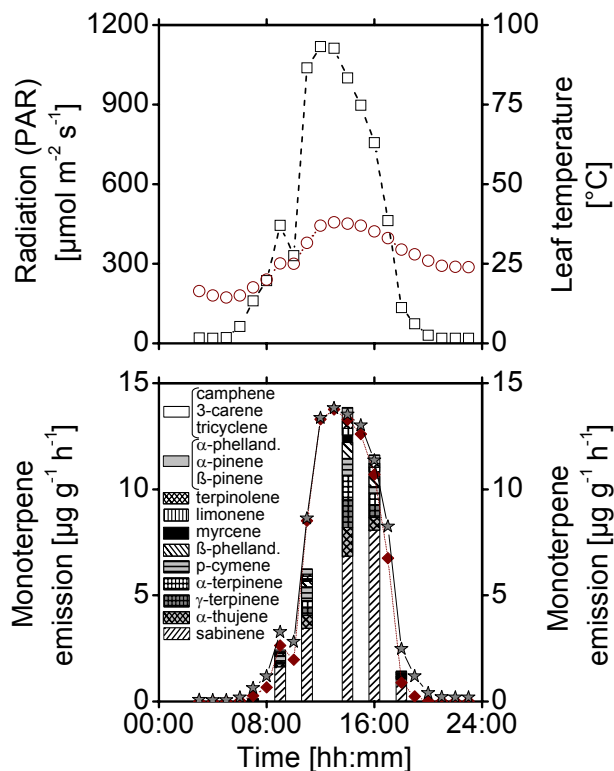 1200
900
600
300
0
Radiation (PAR)
[µmol m⁻² s⁻¹]
100
75
50
25
0
Leaf temperature
[°C]
15
10
5
0
Monoterpene
emission [µg g⁻¹ h⁻¹]
camphene
3-carene
tricyclene
α-phelland.
α-pinene
ß-pinene
terpinolene
limonene
myrcene
ß-phelland.
p-cymene
α-terpinene
γ-terpinene
α-thujene
sabinene
15
10
5
0
Monoterpene
emission [µg g⁻¹ h⁻¹]
00:00 08:00 16:00 24:00
Time [hh:mm]